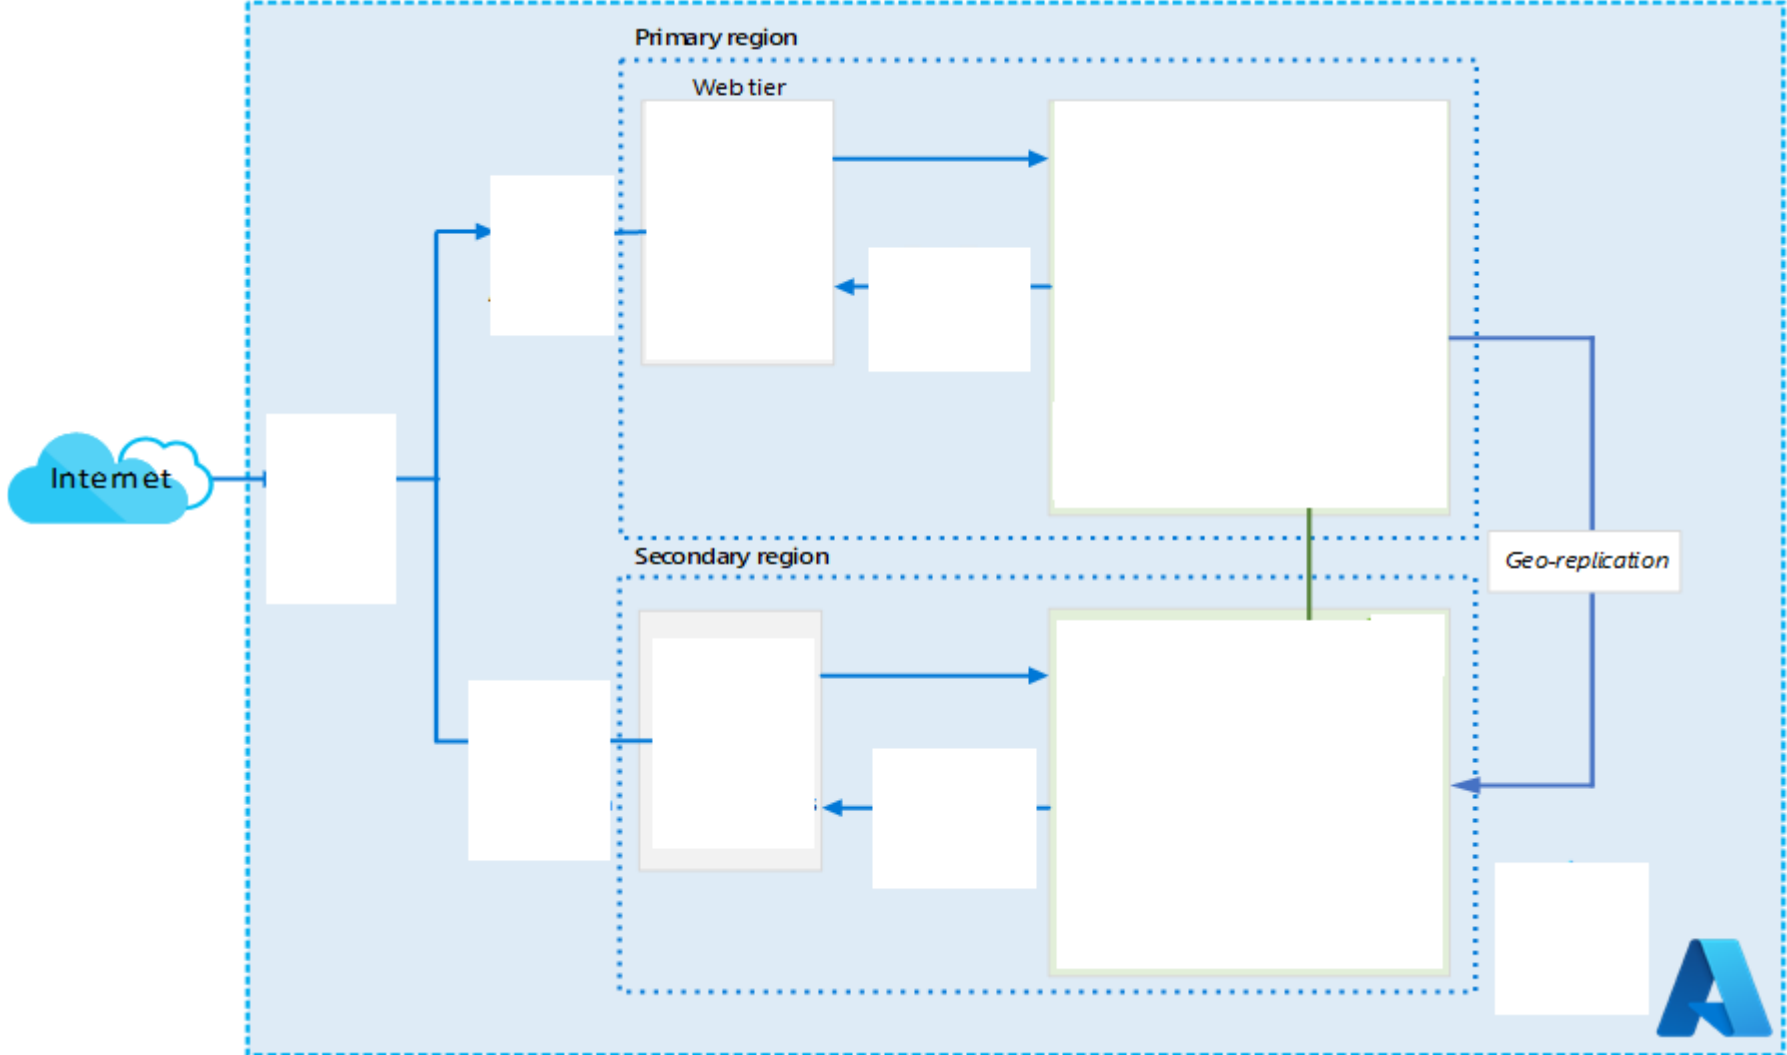 Primary region
Web tier
Internet
Secondary region
Geo-replication